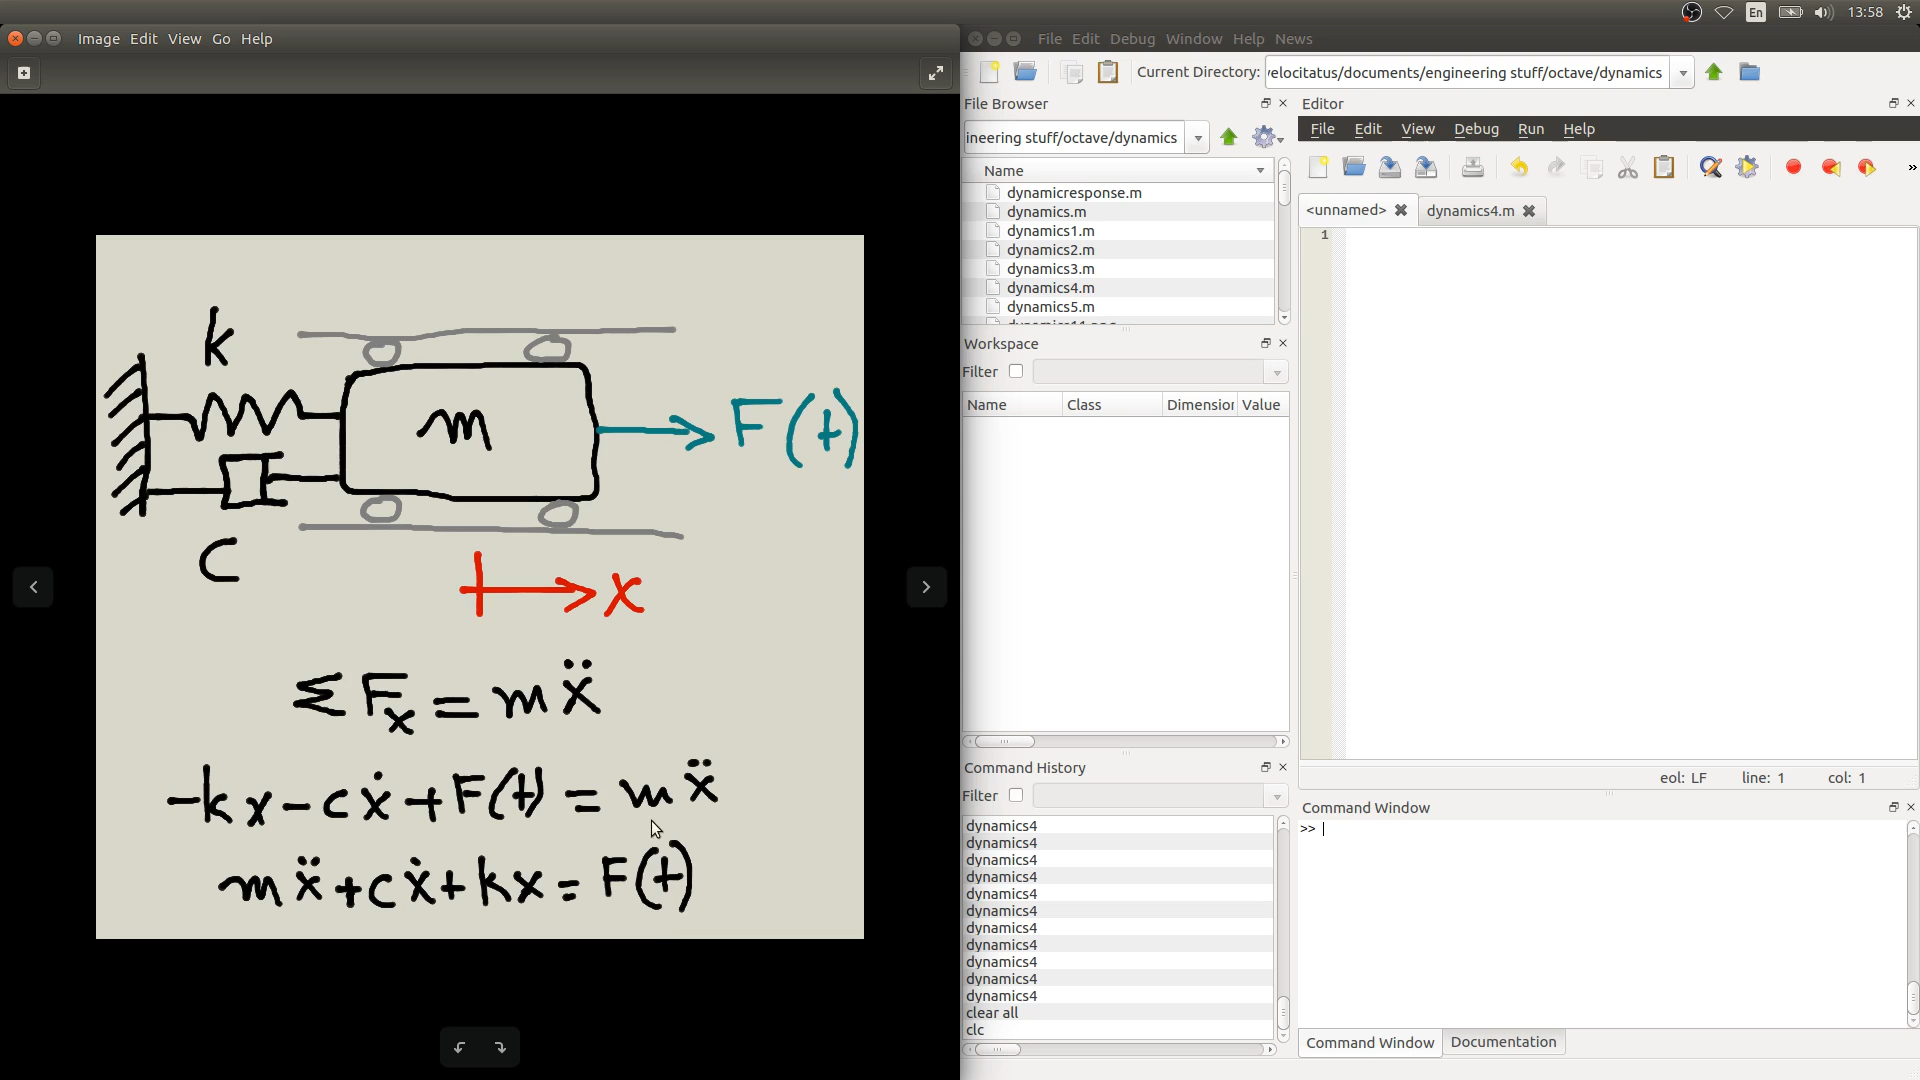 En 13:58
Image Edit View Go Help
File Edit Debug Window Help News
Current Directory: velocitatus/documents/engineering stuff/octave/dynamics
File Browser
ineering stuff/octave/dynamics
Name
dynamicresponse.m
dynamics.m
dynamics1.m
dynamics2.m
dynamics3.m
dynamics4.m
dynamics5.m
Workspace
Filter
Name Class Dimension Value
Command History
Filter
dynamics4
dynamics4
dynamics4
dynamics4
dynamics4
dynamics4
dynamics4
dynamics4
dynamics4
dynamics4
dynamics4
clear all
clc
Editor
File Edit View Debug Run Help
<unnamed> dynamics4.m
1
eol: LF line: 1 col: 1
Command Window
>>
Command Window Documentation
k
m
F(t)
c
x
ΣFx = mẍ
-kx - cẋ + F(t) = mẍ
mẍ + cẋ + kx = F(t)